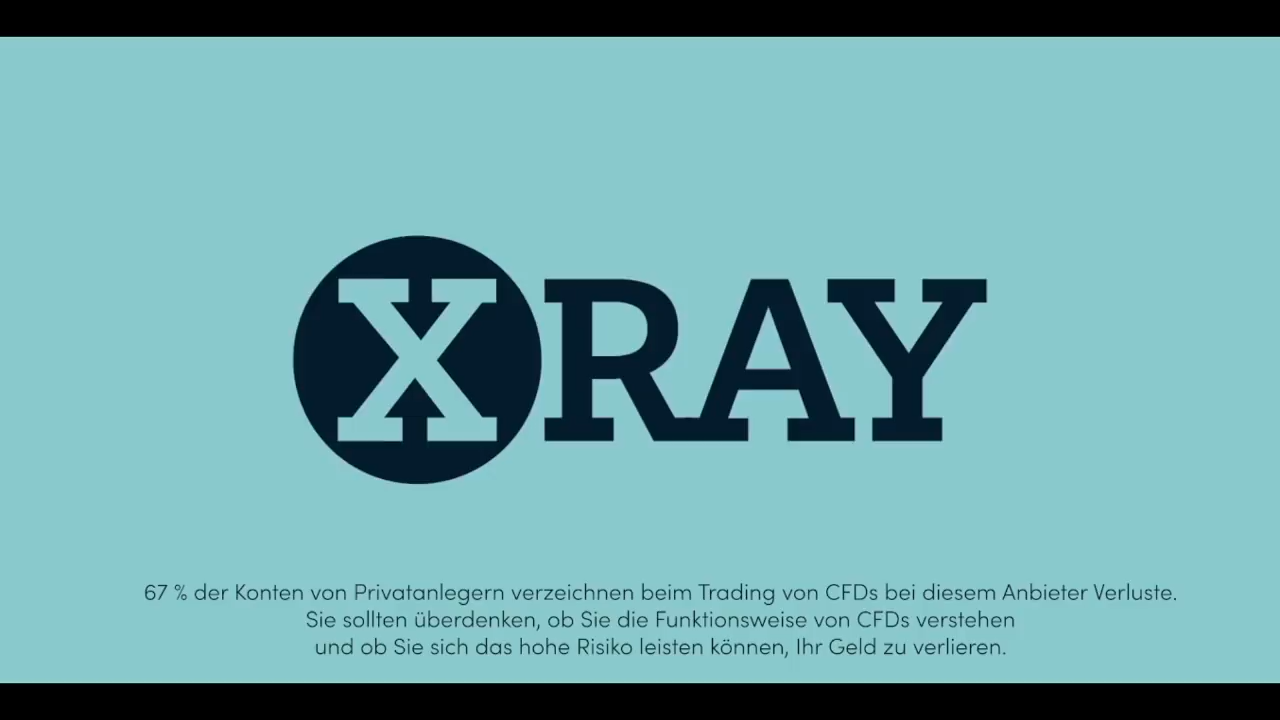 XRAY
67 % der Konten von Privatanlegern verzeichnen beim Trading von CFDs bei diesem Anbieter Verluste.
Sie sollten überdenken, ob Sie die Funktionsweise von CFDs verstehen
und ob Sie sich das hohe Risiko leisten können, Ihr Geld zu verlieren.